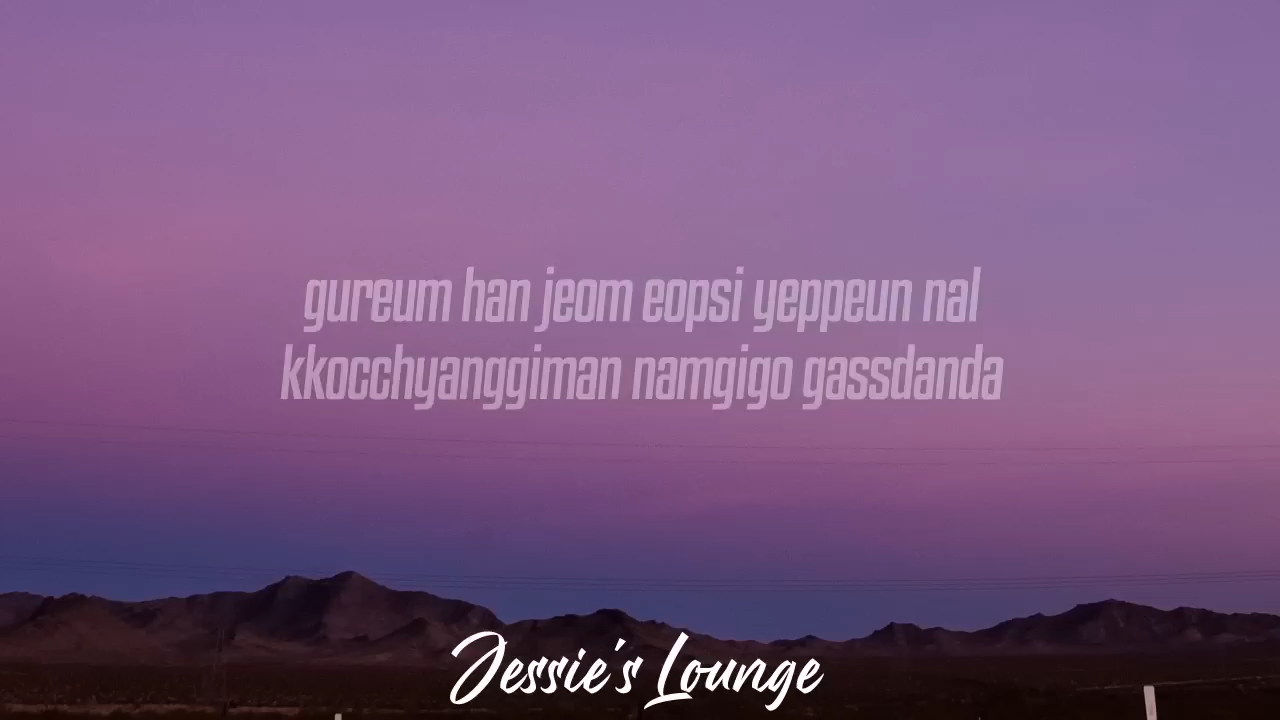 gureum han jeom eopsi yeppeun nal
kkocchyanggiman namgigo gassdanda
Jessie's Lounge